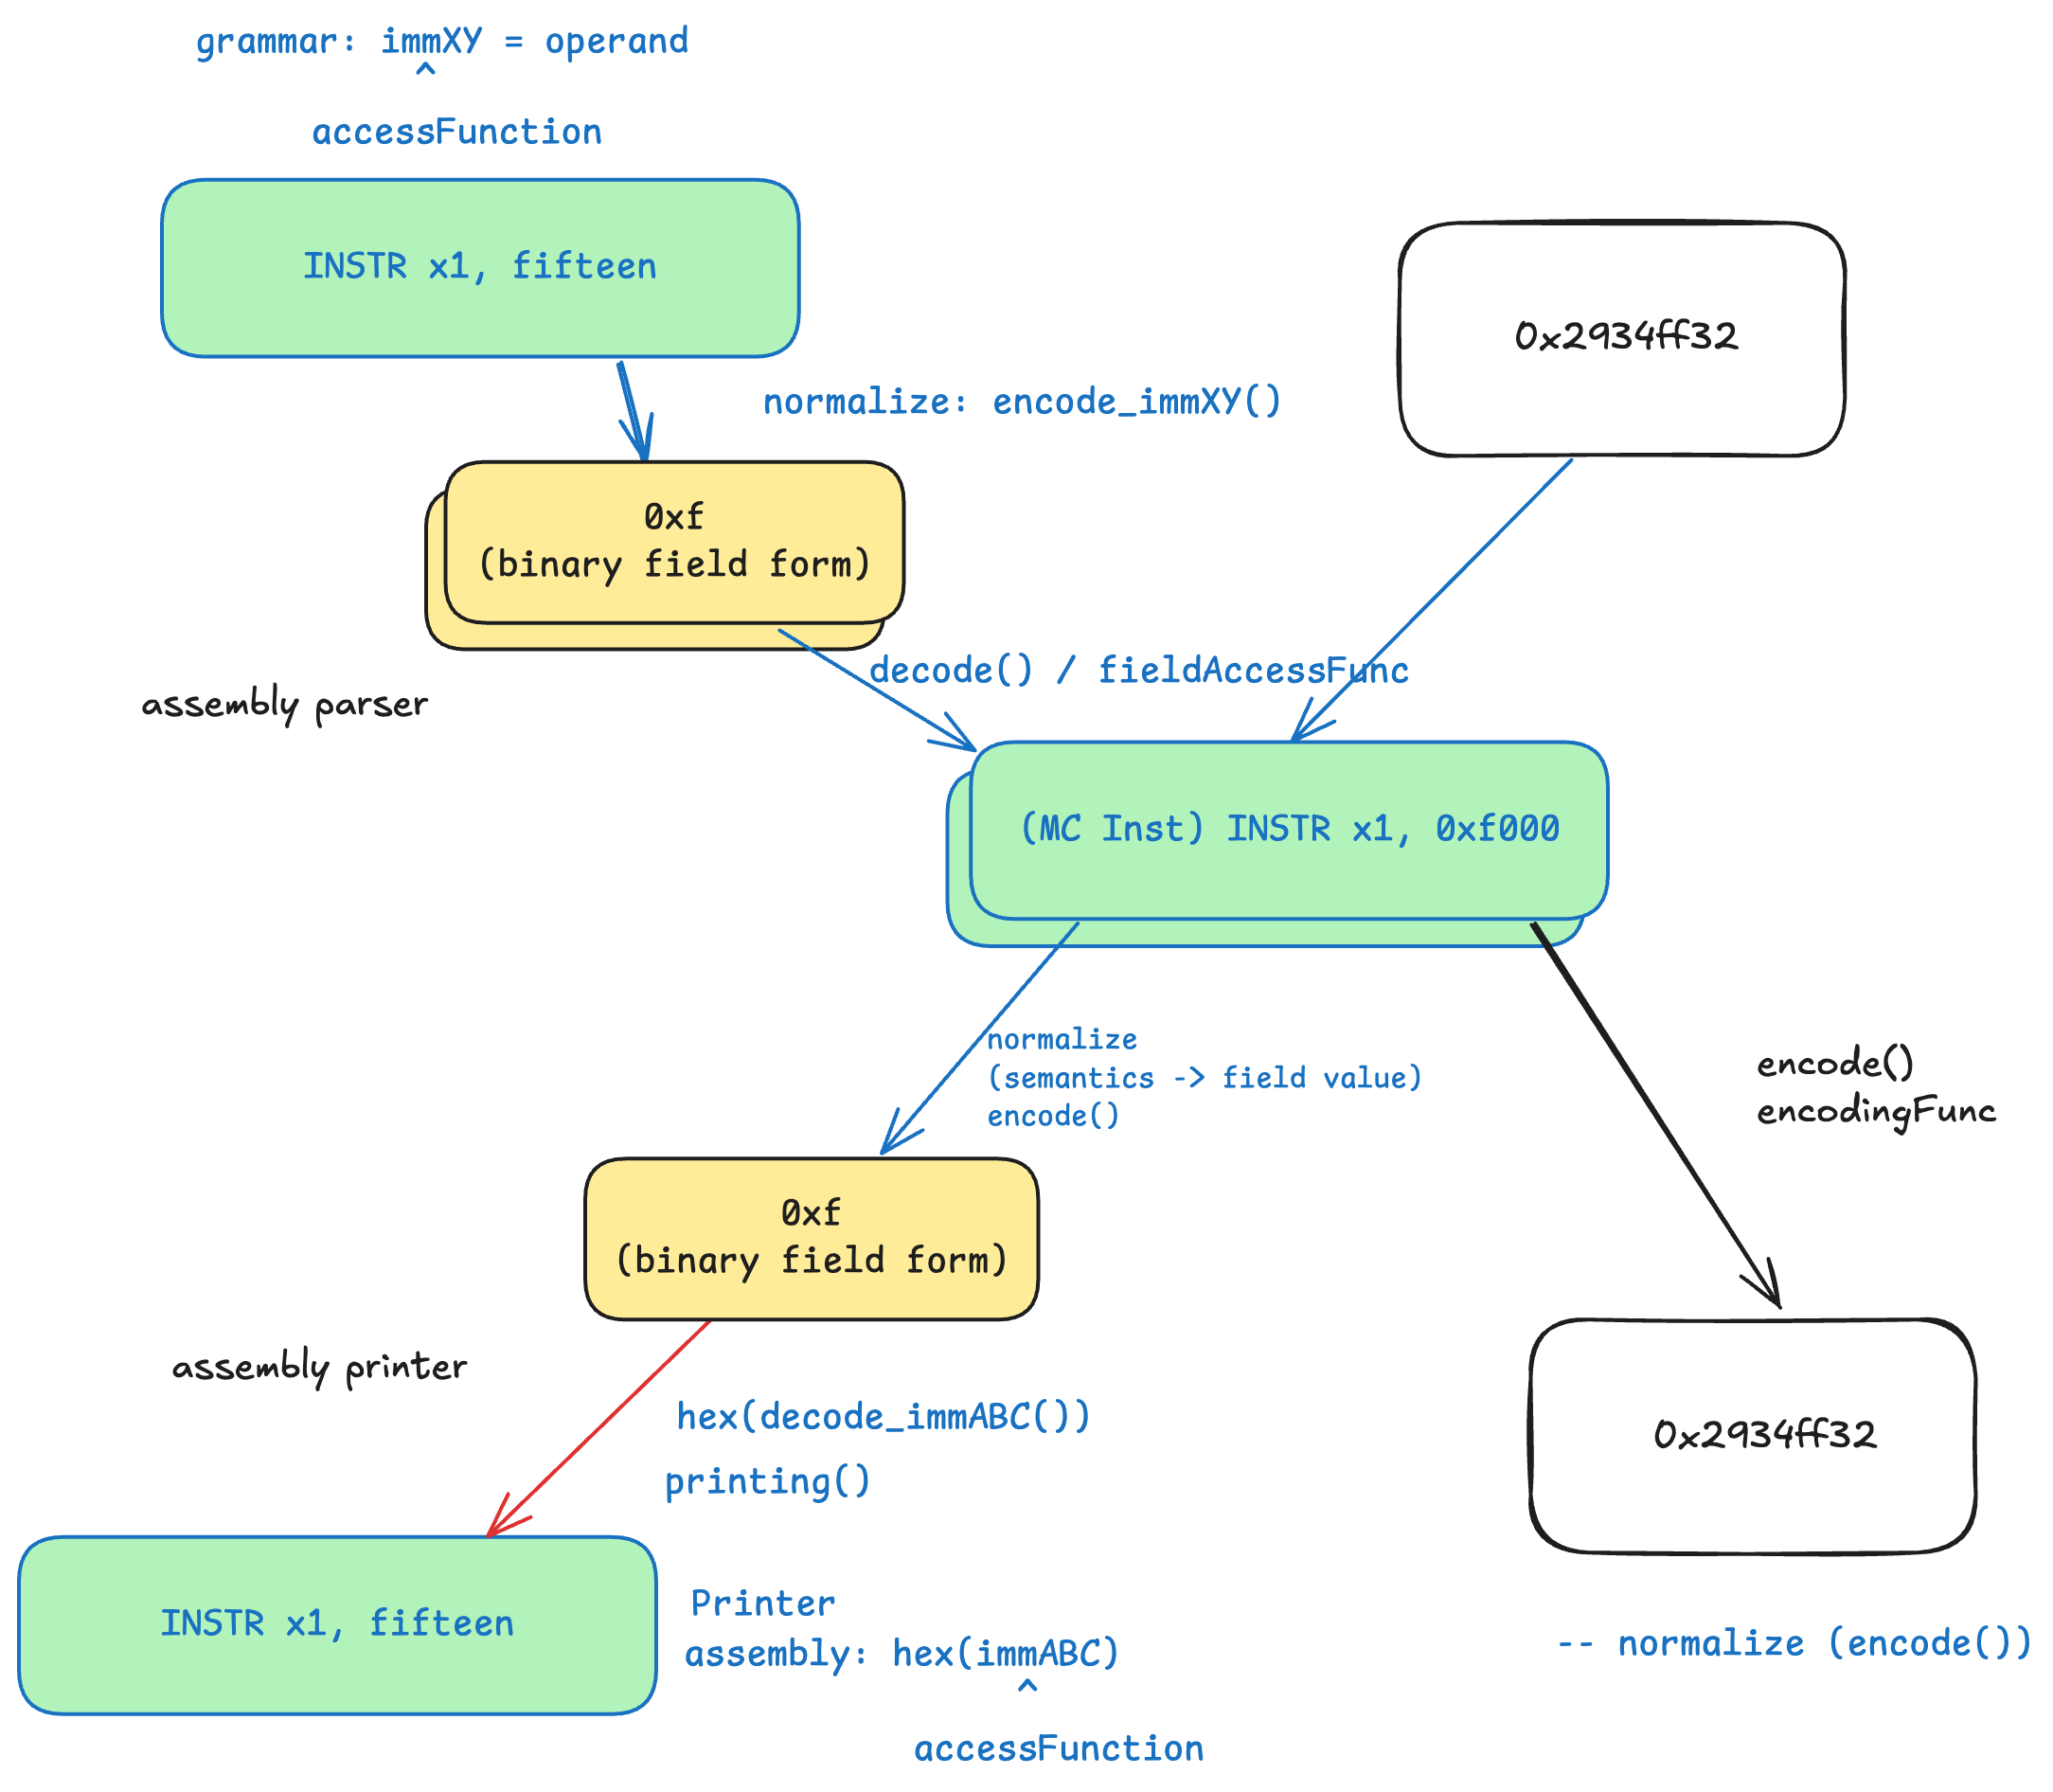 grammar: immXY = operand
^
accessFunction
INSTR x1, fifteen
0x2934ff32
normalize: encode_immXY()
0xf
(binary field form)
decode() / fieldAccessFunc
assembly parser
(MC Inst) INSTR x1, 0xf000
normalize
(semantics -> field value)
encode()
encode()
encodingFunc
0xf
(binary field form)
assembly printer
hex(decode_immABC())
printing()
0x2934ff32
INSTR x1, fifteen
Printer
assembly: hex(immABC)
^
accessFunction
-- normalize (encode())